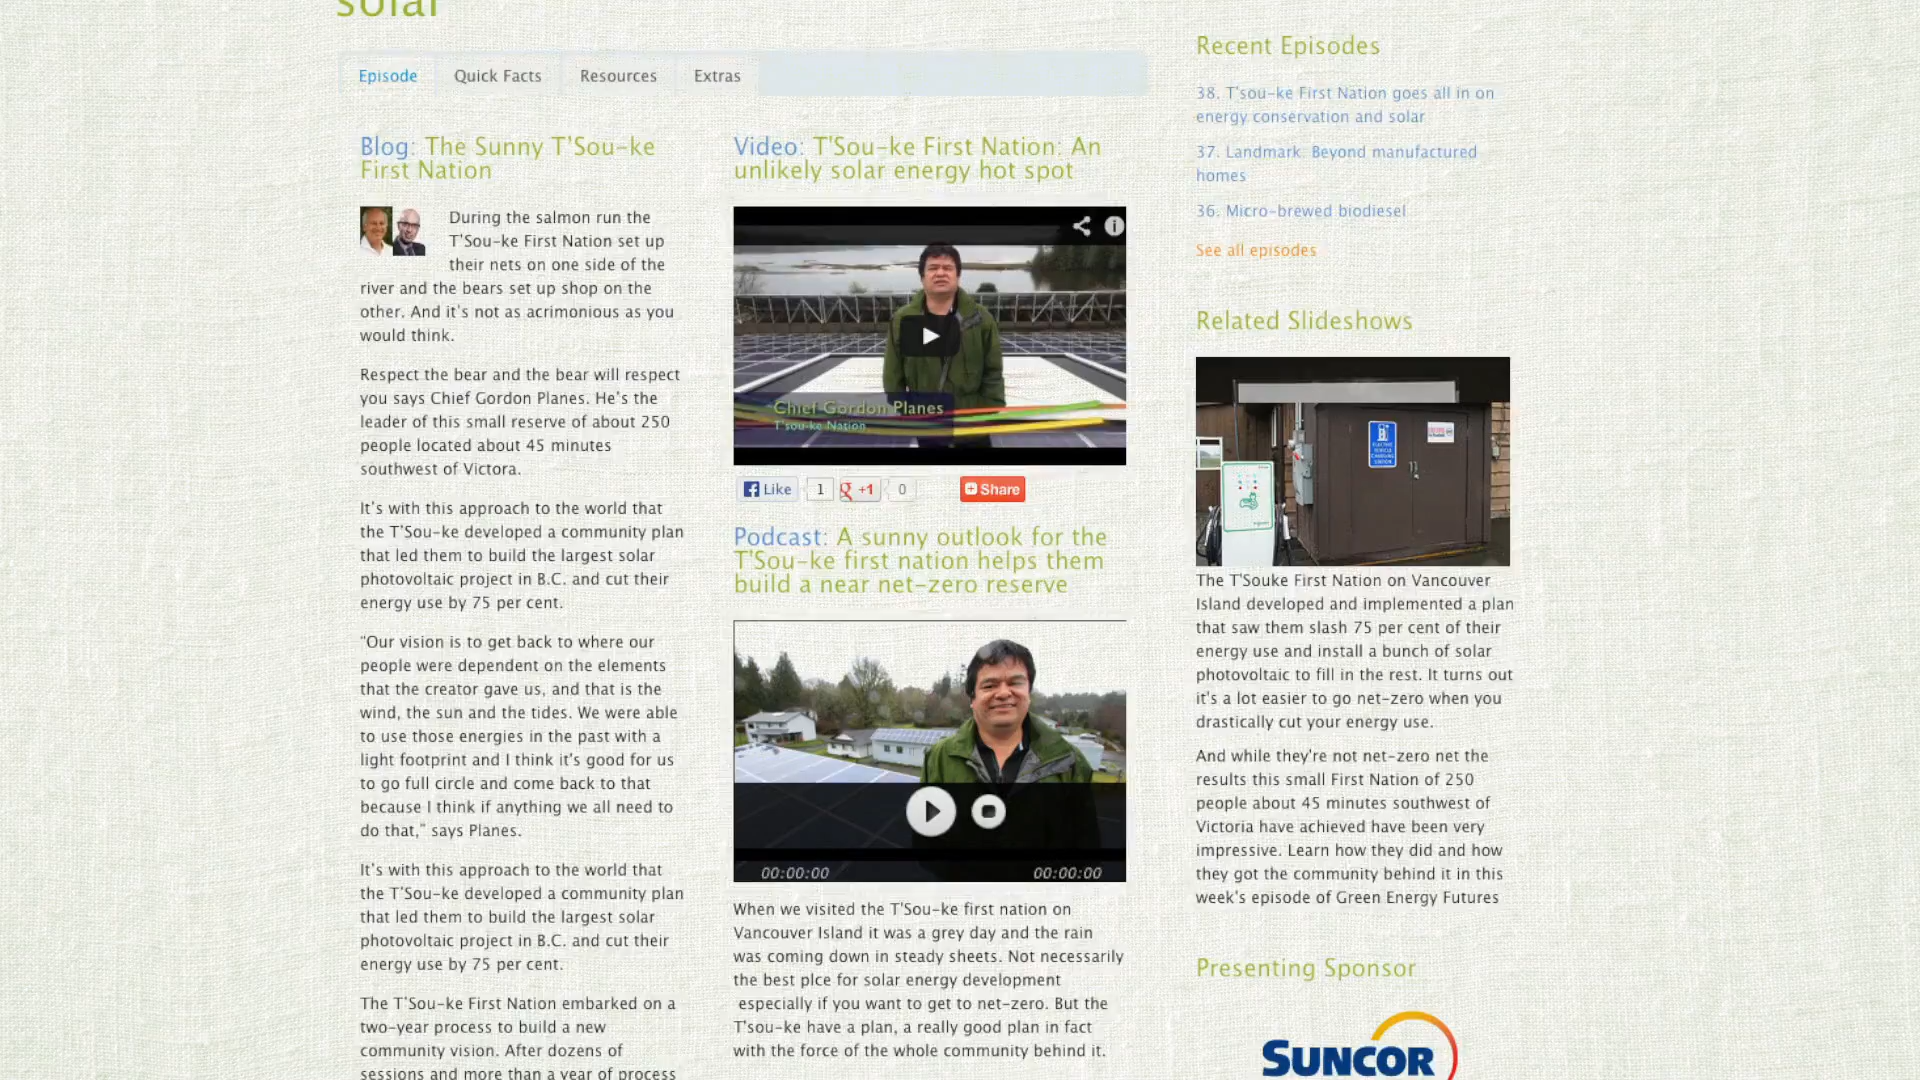 solar
Episode
Quick Facts
Resources
Extras
Blog: The Sunny T'Sou-ke
First Nation
During the salmon run the
T'Sou-ke First Nation set up
their nets on one side of the
river and the bears set up shop on the
other. And it's not as acrimonious as you
would think.
Respect the bear and the bear will respect
you says Chief Gordon Planes. He's the
leader of this small reserve of about 250
people located about 45 minutes
southwest of Victora.
It's with this approach to the world that
the T'Sou-ke developed a community plan
that led them to build the largest solar
photovoltaic project in B.C. and cut their
energy use by 75 per cent.
"Our vision is to get back to where our
people were dependent on the elements
that the creator gave us, and that is the
wind, the sun and the tides. We were able
to use those energies in the past with a
light footprint and I think it's good for us
to go full circle and come back to that
because I think if anything we all need to
do that," says Planes.
It's with this approach to the world that
the T'Sou-ke developed a community plan
that led them to build the largest solar
photovoltaic project in B.C. and cut their
energy use by 75 per cent.
The T'Sou-ke First Nation embarked on a
two-year process to build a new
community vision. After dozens of
sessions and more than a year of process
Video: T'Sou-ke First Nation: An
unlikely solar energy hot spot
Chief Gordon Planes
T'sou-ke Nation
Like
1
+1
0
Share
Podcast: A sunny outlook for the
T'Sou-ke first nation helps them
build a near net-zero reserve
00:00:00
00:00:00
When we visited the T'Sou-ke first nation on
Vancouver Island it was a grey day and the rain
was coming down in steady sheets. Not necessarily
the best plce for solar energy development
especially if you want to get to net-zero. But the
T'sou-ke have a plan, a really good plan in fact
with the force of the whole community behind it.
Recent Episodes
38. T'sou-ke First Nation goes all in on
energy conservation and solar
37. Landmark: Beyond manufactured
homes
36. Micro-brewed biodiesel
See all episodes
Related Slideshows
The T'Souke First Nation on Vancouver
Island developed and implemented a plan
that saw them slash 75 per cent of their
energy use and install a bunch of solar
photovoltaic to fill in the rest. It turns out
it's a lot easier to go net-zero when you
drastically cut your energy use.
And while they're not net-zero net the
results this small First Nation of 250
people about 45 minutes southwest of
Victoria have achieved have been very
impressive. Learn how they did and how
they got the community behind it in this
week's episode of Green Energy Futures
Presenting Sponsor
SUNCOR